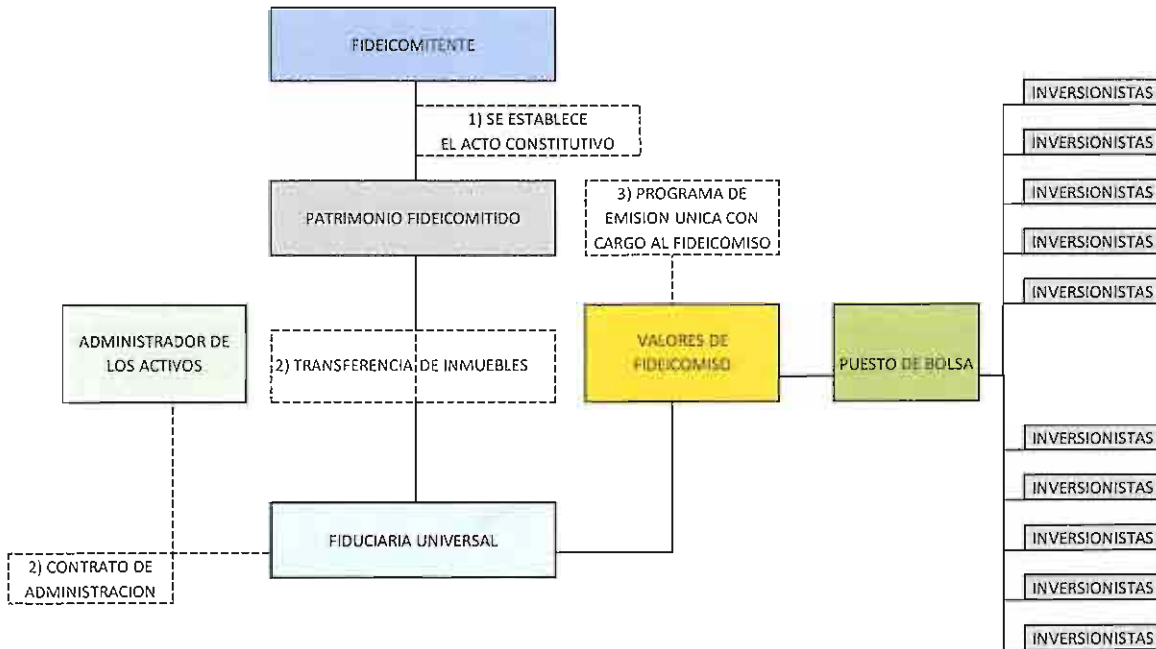 FIDEICOMITENTE
1) SE ESTABLECE
EL ACTO CONSTITUTIVO
PATRIMONIO FIDEICOMITIDO
3) PROGRAMA DE
EMISION UNICA CON
CARGO AL FIDEICOMISO
ADMINISTRADOR DE
LOS ACTIVOS
2) TRANSFERENCIA DE INMUEBLES
VALORES DE
FIDEICOMISO
PUESTO DE BOLSA
FIDUCIARIA UNIVERSAL
2) CONTRATO DE
ADMINISTRACION
INVERSIONISTAS
INVERSIONISTAS
INVERSIONISTAS
INVERSIONISTAS
INVERSIONISTAS
INVERSIONISTAS
INVERSIONISTAS
INVERSIONISTAS
INVERSIONISTAS
INVERSIONISTAS